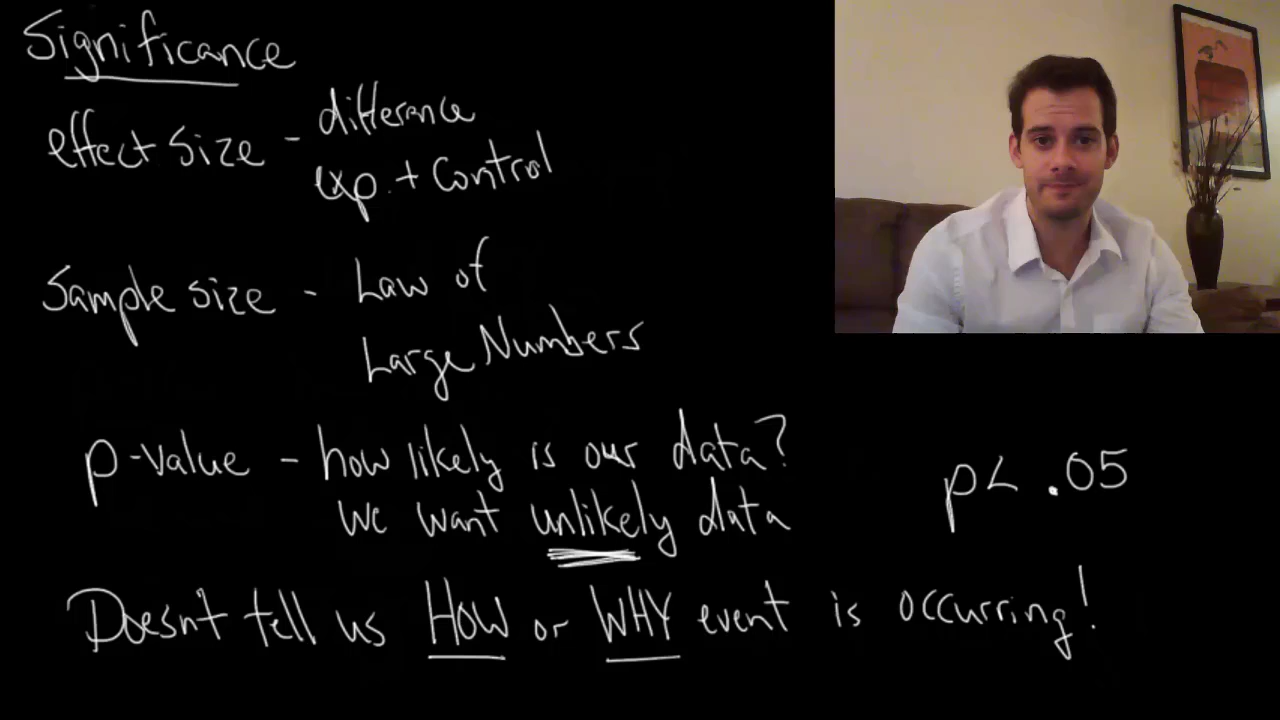 Significance
effect size - difference
exp. + Control
Sample size - Law of
Large Numbers
p-value - how likely is our data?
we want unlikely data
p < .05
Doesn't tell us HOW or WHY event is occurring!